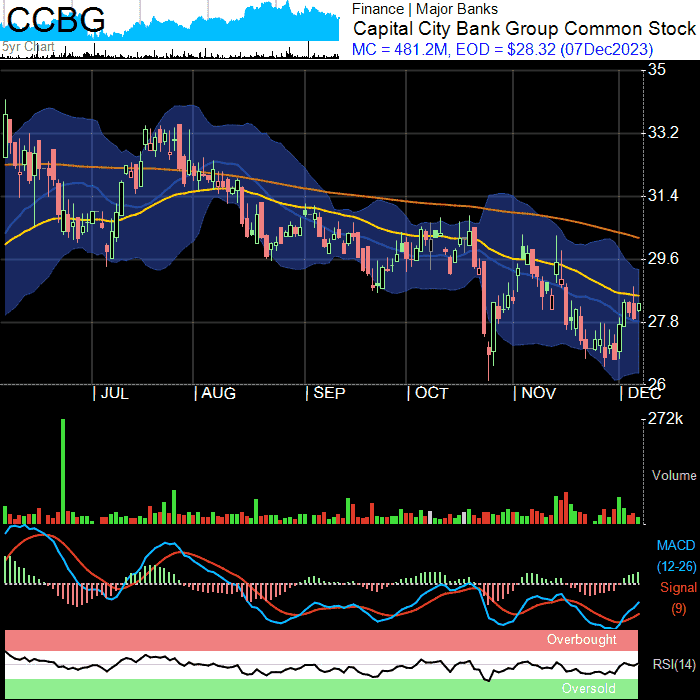 CCBG
5yr Chart
Finance | Major Banks
Capital City Bank Group Common Stock
MC = 481.2M, EOD = $28.32 (07Dec2023)
35
33.2
31.4
29.6
27.8
26
| JUL | AUG | SEP | OCT | NOV | DEC
272k
Volume
MACD
(12-26)
Signal
(9)
Overbought
RSI(14)
Oversold